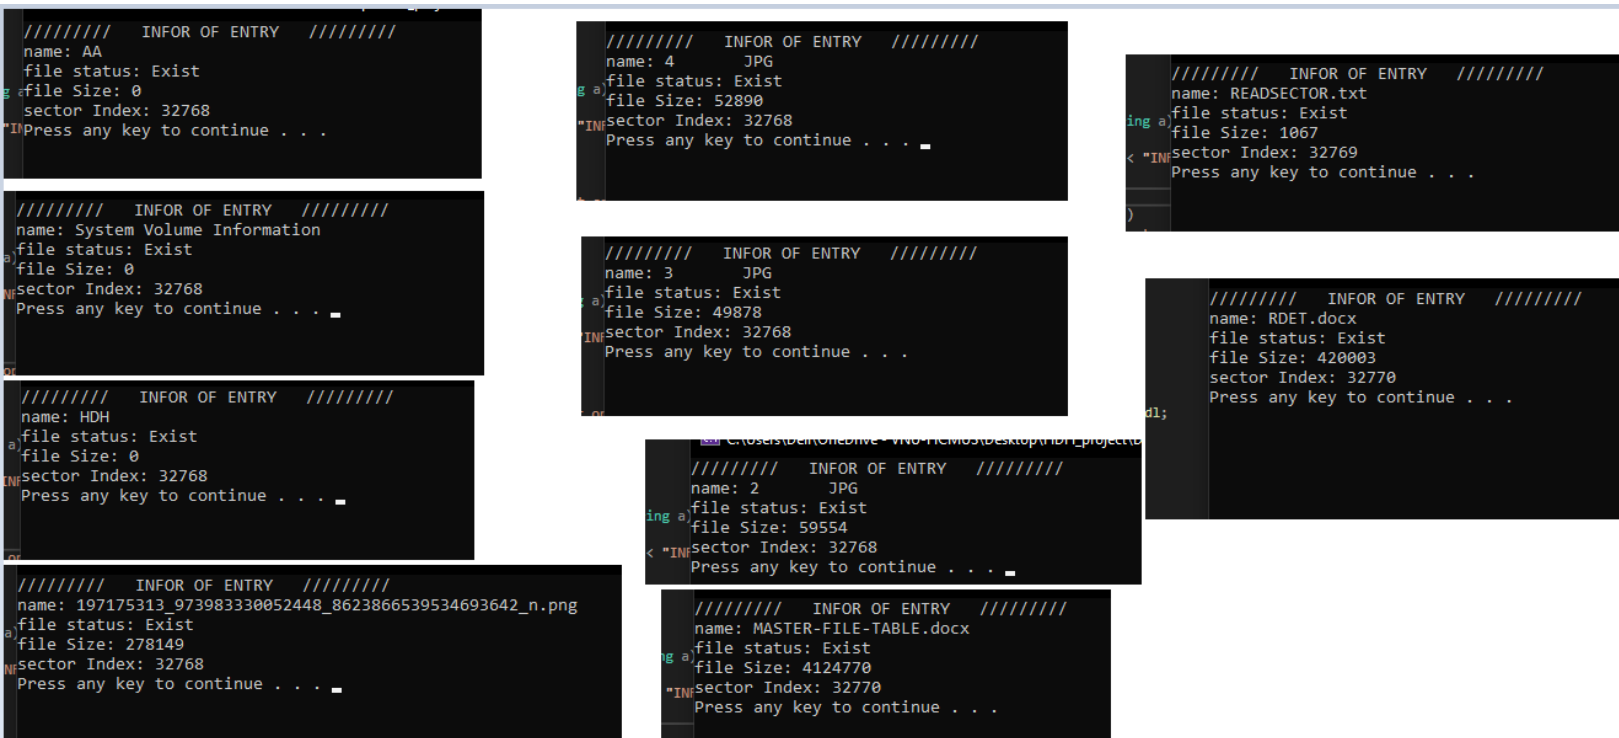 ///////// INFOR OF ENTRY /////////
name: AA
file status: Exist
file Size: 0
sector Index: 32768
Press any key to continue . . .
///////// INFOR OF ENTRY /////////
name: System Volume Information
file status: Exist
file Size: 0
sector Index: 32768
Press any key to continue . . .
///////// INFOR OF ENTRY /////////
name: HDH
file status: Exist
file Size: 0
sector Index: 32768
Press any key to continue . . .
///////// INFOR OF ENTRY /////////
name: 197175313_973983330052448_8623866539534693642_n.png
file status: Exist
file Size: 278149
sector Index: 32768
Press any key to continue . . .
///////// INFOR OF ENTRY /////////
name: 4 JPG
file status: Exist
file Size: 52890
sector Index: 32768
Press any key to continue . . .
///////// INFOR OF ENTRY /////////
name: 3 JPG
file status: Exist
file Size: 49878
sector Index: 32768
Press any key to continue . . .
///////// INFOR OF ENTRY /////////
name: 2 JPG
ing a)
file status: Exist
file Size: 59554
< "INF
sector Index: 32768
Press any key to continue . . .
///////// INFOR OF ENTRY /////////
name: MASTER-FILE-TABLE.docx
file status: Exist
file Size: 4124770
"INF
sector Index: 32770
Press any key to continue . . .
///////// INFOR OF ENTRY /////////
name: READSECTOR.txt
file status: Exist
ing a)
file Size: 1067
< "INF
sector Index: 32769
Press any key to continue . . .
)
///////// INFOR OF ENTRY /////////
name: RDET.docx
file status: Exist
file Size: 420003
sector Index: 32770
Press any key to continue . . .
dl;